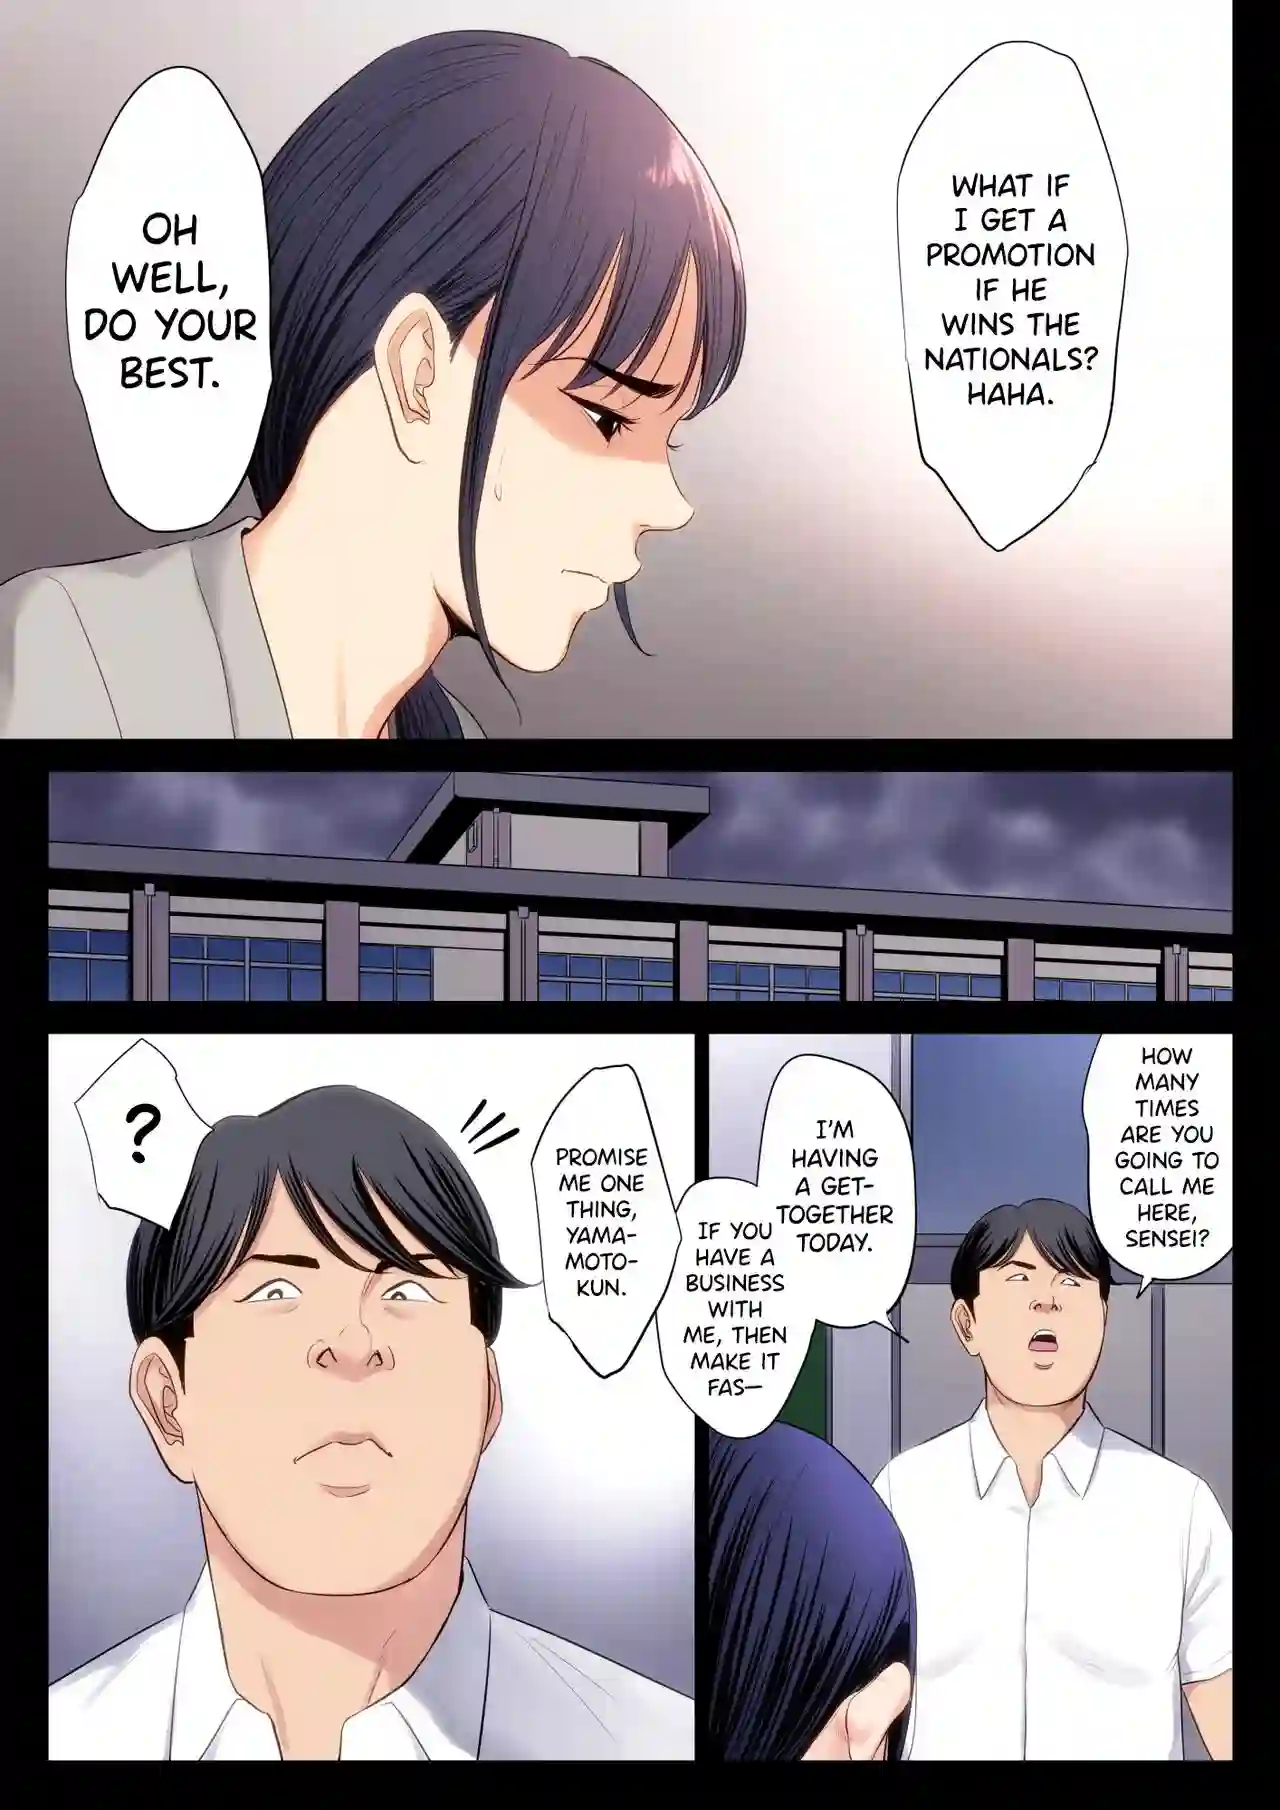 WHAT IF
I GET A
PROMOTION
IF HE
WINS THE
NATIONALS?
HAHA.
OH
WELL,
DO YOUR
BEST.
HOW
MANY
TIMES
ARE YOU
GOING TO
CALL ME
HERE,
SENSEI?
I'M
HAVING
A GET-
TOGETHER
TODAY.
IF YOU
HAVE A
BUSINESS
WITH
ME, THEN
MAKE IT
FAS—
PROMISE
ME ONE
THING,
YAMA-
MOTO-
KUN.
?